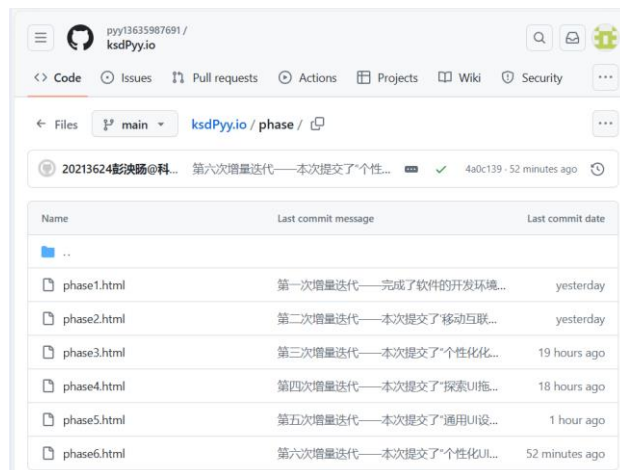 pyy13635987691 /
ksdPyy.io
Code Issues Pull requests Actions Projects Wiki Security ...
Files main ksdPyy.io / phase / ...
20213624彭泱旸@科... 第六次增量迭代——本次提交了“个性... ... 4a0c139 · 52 minutes ago
Name Last commit message Last commit date
..
phase1.html 第一次增量迭代——完成了软件的开发环境... yesterday
phase2.html 第二次增量迭代——本次提交了‘移动互联... yesterday
phase3.html 第三次增量迭代——本次提交了“个性化化... 19 hours ago
phase4.html 第四次增量迭代——本次提交了“探索UI拖... 18 hours ago
phase5.html 第五次增量迭代——本次提交了“通用UI设... 1 hour ago
phase6.html 第六次增量迭代——本次提交了“个性化UI... 52 minutes ago